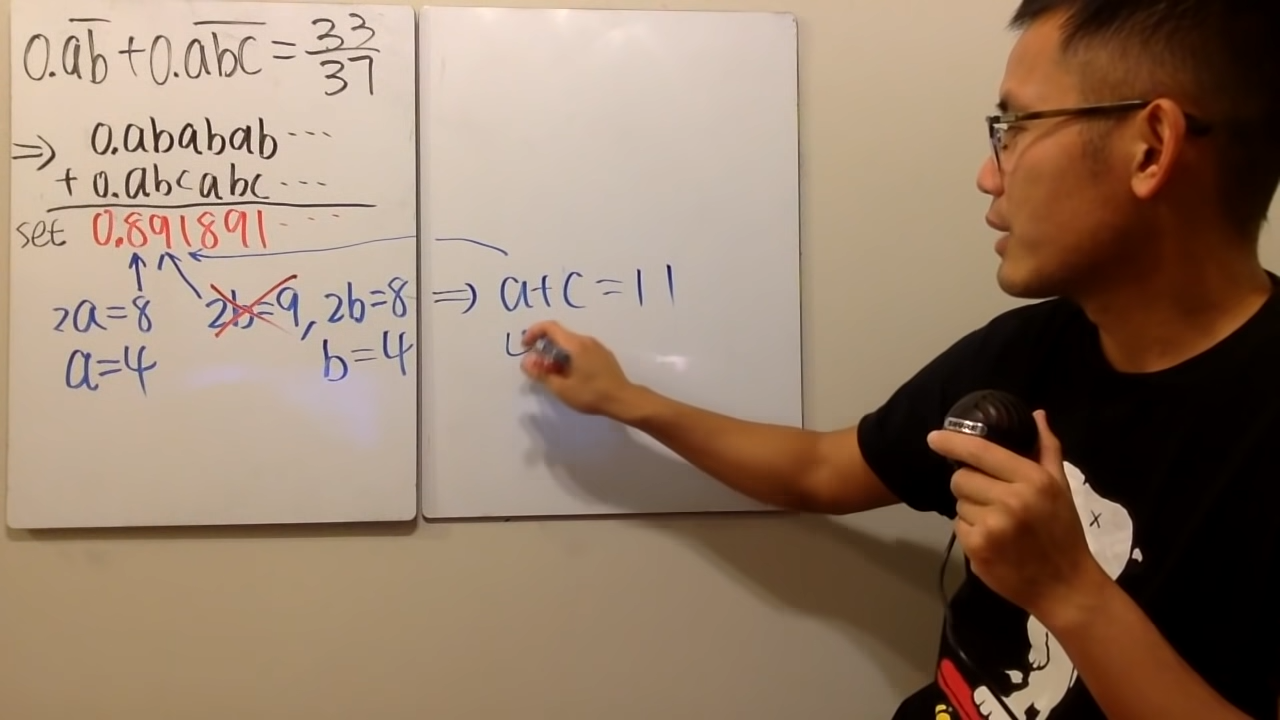 0.ab + 0.abc = 33/37
⇒ 0.ababab...
+ 0.abcabc...
set 0.891891...
2a=8
2b=9, 2b=8
a=4
b=4
⇒ a+c=11
SHURE